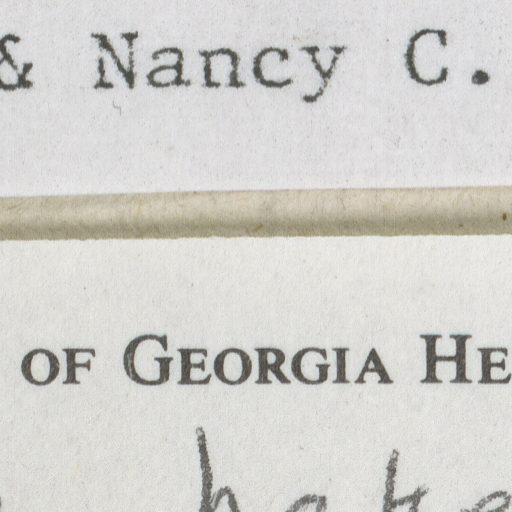 & Nancy C.
OF GEORGIA HE